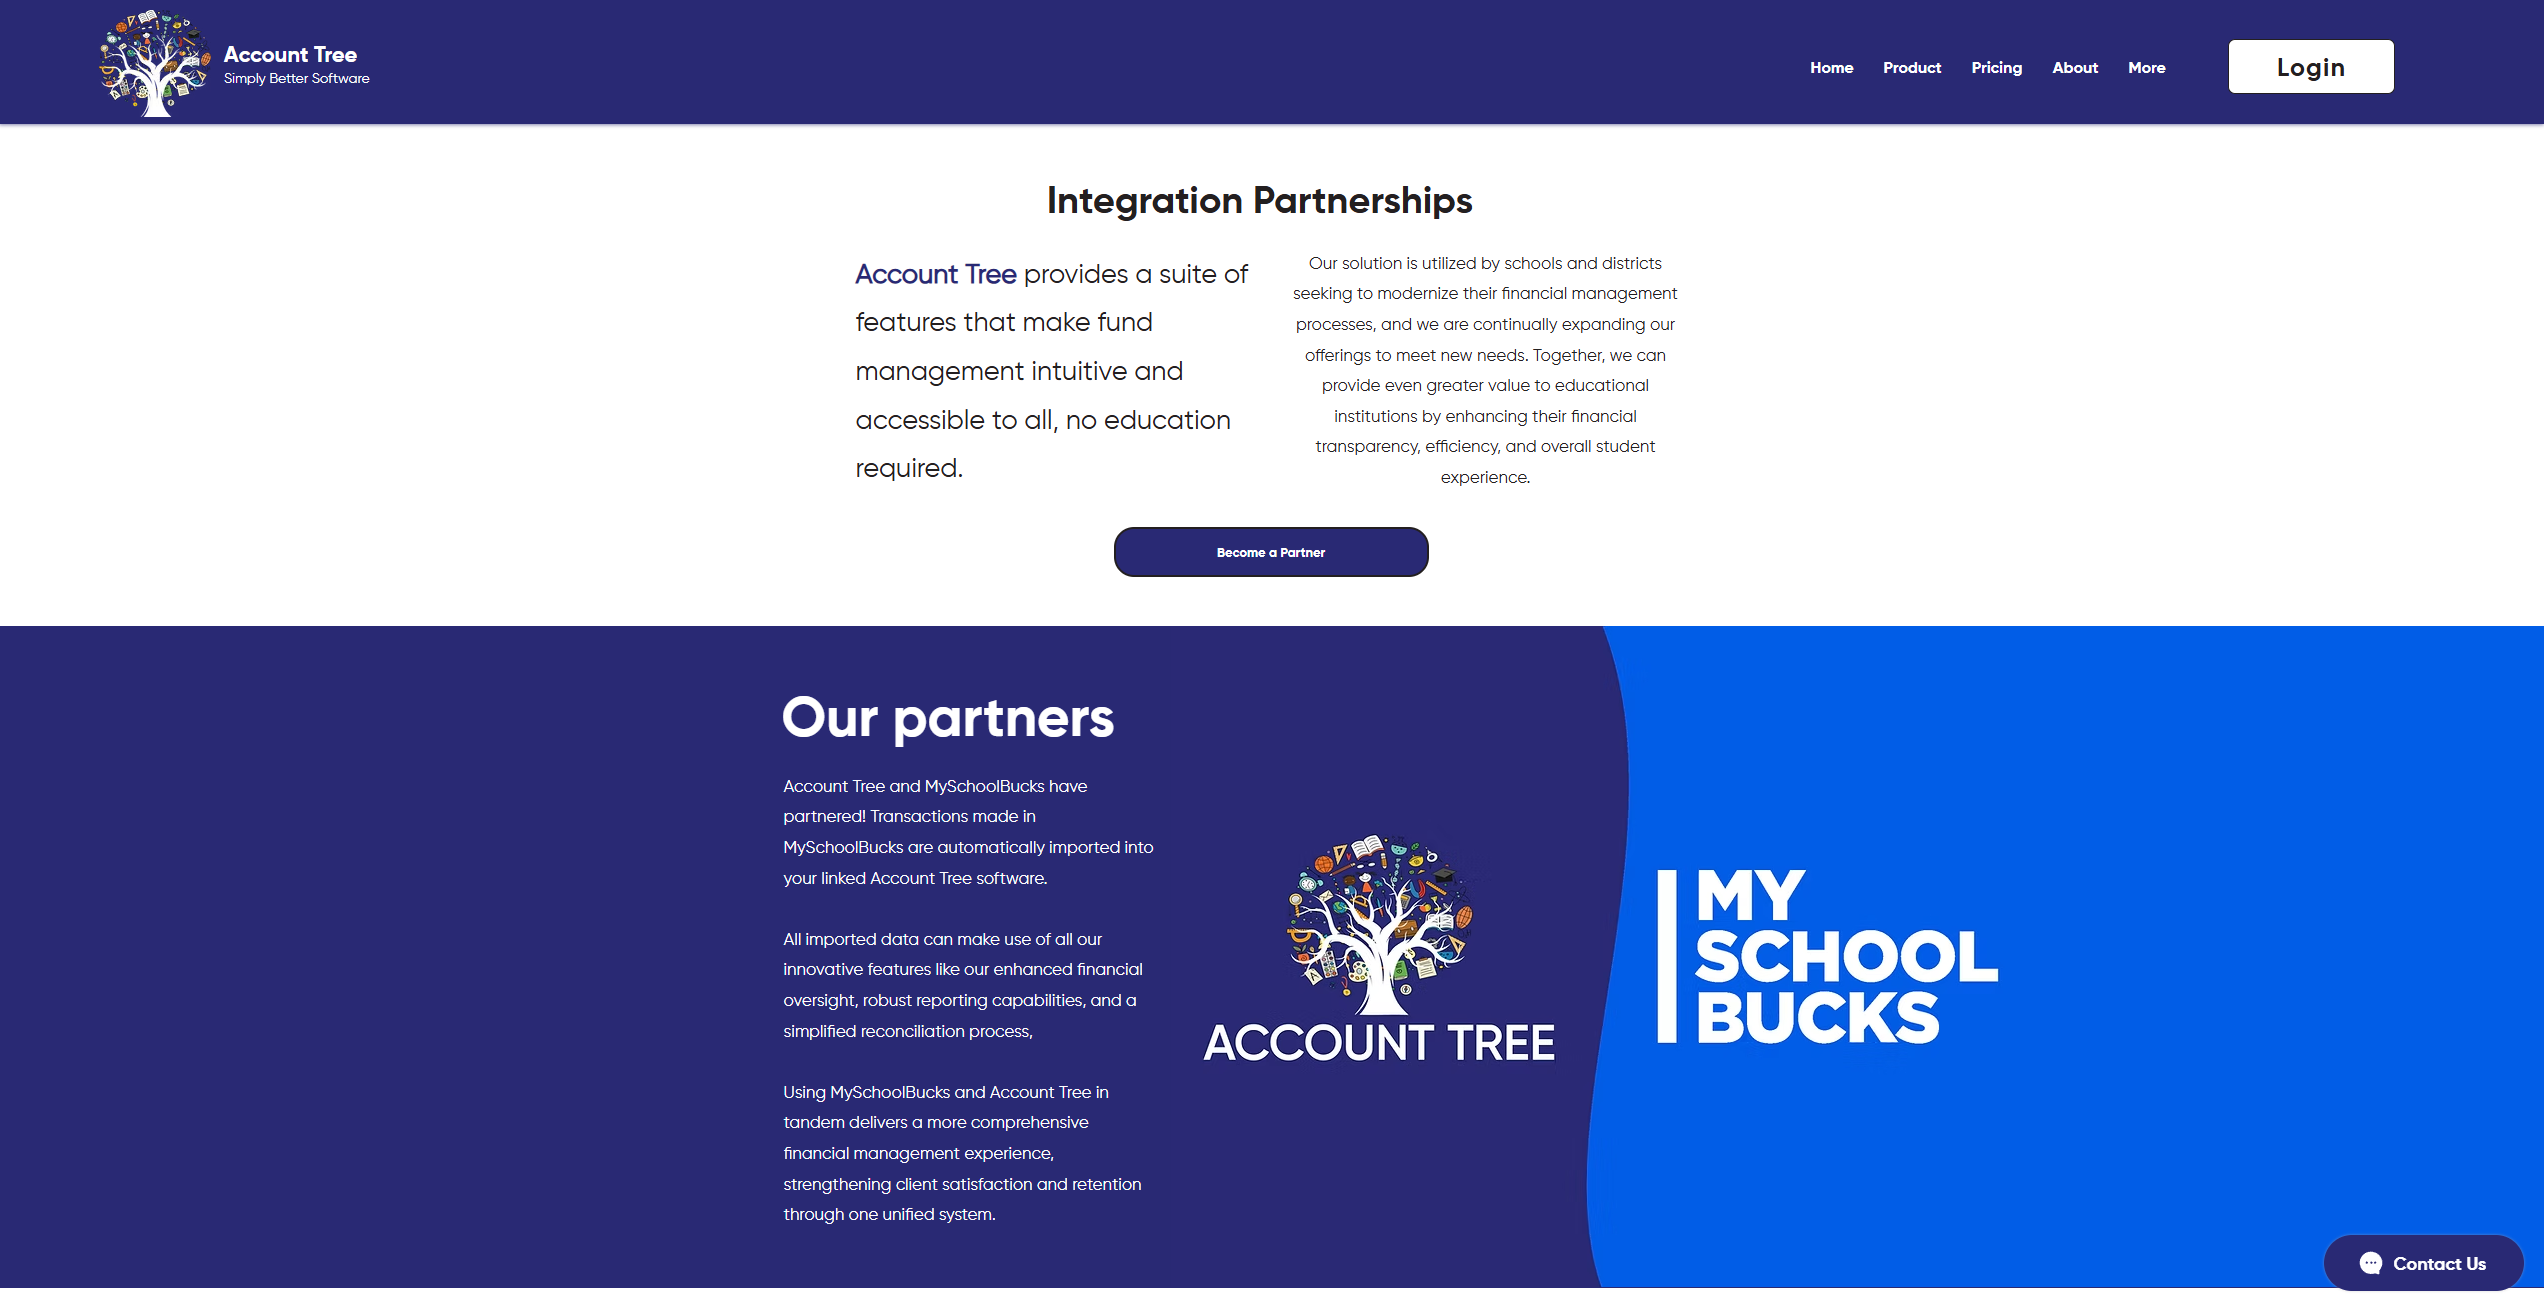 Account Tree
Simply Better Software
Home
Product
Pricing
About
More
Login
Integration Partnerships
Account Tree provides a suite of
features that make fund
management intuitive and
accessible to all, no education
required.
Our solution is utilized by schools and districts
seeking to modernize their financial management
processes, and we are continually expanding our
offerings to meet new needs. Together, we can
provide even greater value to educational
institutions by enhancing their financial
transparency, efficiency, and overall student
experience.
Become a Partner
Our partners
Account Tree and MySchoolBucks have
partnered! Transactions made in
MySchoolBucks are automatically imported into
your linked Account Tree software.
All imported data can make use of all our
innovative features like our enhanced financial
oversight, robust reporting capabilities, and a
simplified reconciliation process,
Using MySchoolBucks and Account Tree in
tandem delivers a more comprehensive
financial management experience,
strengthening client satisfaction and retention
through one unified system.
ACCOUNT TREE
MY
SCHOOL
BUCKS
Contact Us